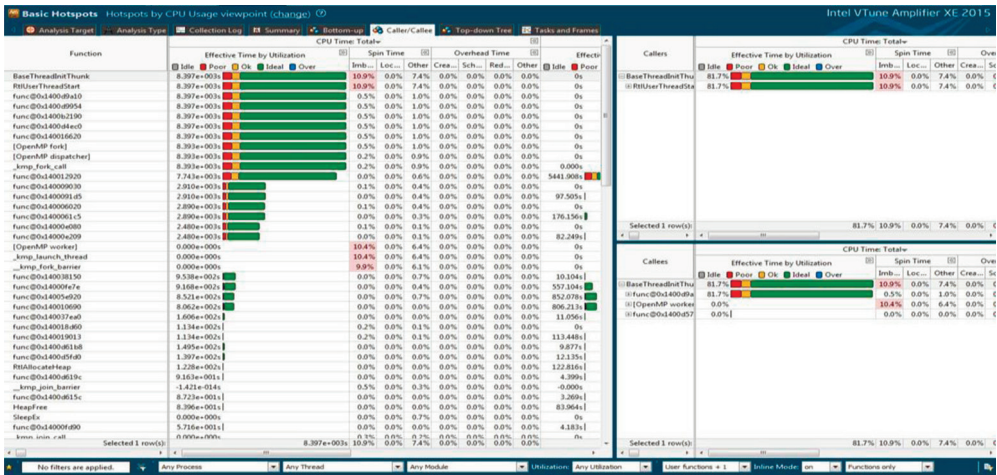 Basic Hotspots Hotspots by CPU Usage viewpoint (change) Intel VTune Amplifier XE 2015
Analysis Target Analysis Type Collection Log Summary Bottom-up Caller/Callee Top-down Tree Tasks and Frames
Function
CPU Time: Total
Effective Time by Utilization Spin Time Overhead Time Effecti
Idle Poor Ok Ideal Over Imb... Loc... Other Crea... Sch... Red... Other Idle Poor
BaseThreadInitThunk 8.397e+003s 10.9% 0.0% 7.4% 0.0% 0.0% 0.0% 0.0% 0s
RtlUserThreadStart 8.397e+003s 10.9% 0.0% 7.4% 0.0% 0.0% 0.0% 0.0% 0s
func@0x1400d9a10 8.397e+003s 0.5% 0.0% 1.0% 0.0% 0.0% 0.0% 0.0% 0s
func@0x1400d9954 8.397e+003s 0.5% 0.0% 1.0% 0.0% 0.0% 0.0% 0.0% 0s
func@0x1400b2190 8.397e+003s 0.5% 0.0% 1.0% 0.0% 0.0% 0.0% 0.0% 0s
func@0x1400d4ec0 8.397e+003s 0.5% 0.0% 1.0% 0.0% 0.0% 0.0% 0.0% 0s
func@0x140016620 8.397e+003s 0.5% 0.0% 1.0% 0.0% 0.0% 0.0% 0.0% 0s
[OpenMP fork] 8.393e+003s 0.5% 0.0% 1.0% 0.0% 0.0% 0.0% 0.0% 0s
[OpenMP dispatcher] 8.393e+003s 0.2% 0.0% 0.9% 0.0% 0.0% 0.0% 0.0% 0.000s
_kmp_fork_call 8.393e+003s 0.2% 0.0% 0.9% 0.0% 0.0% 0.0% 0.0% 0s
func@0x140012920 7.743e+003s 0.0% 0.0% 0.6% 0.0% 0.0% 0.0% 0.0% 5441.908s
func@0x140009030 2.910e+003s 0.1% 0.0% 0.4% 0.0% 0.0% 0.0% 0.0% 0s
func@0x1400091d5 2.910e+003s 0.0% 0.0% 0.4% 0.0% 0.0% 0.0% 0.0% 97.505s
func@0x140006020 2.890e+003s 0.1% 0.0% 0.4% 0.0% 0.0% 0.0% 0.0% 0s
func@0x1400061c5 2.890e+003s 0.0% 0.0% 0.3% 0.0% 0.0% 0.0% 0.0% 176.156s
func@0x14000e080 2.480e+003s 0.1% 0.0% 0.1% 0.0% 0.0% 0.0% 0.0% 0s
func@0x14000e209 2.480e+003s 0.0% 0.0% 0.1% 0.0% 0.0% 0.0% 0.0% 82.249s
[OpenMP worker] 0.000e+000s 10.4% 0.0% 6.4% 0.0% 0.0% 0.0% 0.0% 0s
_kmp_launch_thread 0.000e+000s 10.4% 0.0% 6.4% 0.0% 0.0% 0.0% 0.0% 0s
__kmp_fork_barrier 0.000e+000s 9.9% 0.0% 6.1% 0.0% 0.0% 0.0% 0.0% 0s
func@0x140038150 9.538e+002s 0.0% 0.0% 0.7% 0.0% 0.0% 0.0% 0.0% 10.104s
func@0x14000fe7e 9.168e+002s 0.0% 0.0% 0.4% 0.0% 0.0% 0.0% 0.0% 557.104s
func@0x14005e920 8.521e+002s 0.0% 0.0% 0.7% 0.0% 0.0% 0.0% 0.0% 852.078s
func@0x140010690 8.062e+002s 0.0% 0.0% 0.2% 0.0% 0.0% 0.0% 0.0% 806.213s
func@0x140037ea0 1.606e+002s 0.0% 0.0% 0.0% 0.0% 0.0% 0.0% 0.0% 11.056s
func@0x140018d60 1.134e+002s 0.2% 0.0% 0.1% 0.0% 0.0% 0.0% 0.0% 0s
func@0x140019013 1.134e+002s 0.2% 0.0% 0.1% 0.0% 0.0% 0.0% 0.0% 113.448s
func@0x1400d61b8 1.495e+002s 0.0% 0.0% 0.0% 0.0% 0.0% 0.0% 0.0% 9.877s
func@0x1400d5fd0 1.397e+002s 0.0% 0.0% 0.0% 0.0% 0.0% 0.0% 0.0% 12.135s
RtlAllocateHeap 1.228e+002s 0.0% 0.0% 0.0% 0.0% 0.0% 0.0% 0.0% 122.816s
func@0x1400d619c 9.163e+001s 0.0% 0.0% 0.0% 0.0% 0.0% 0.0% 0.0% 4.399s
__kmp_join_barrier -1.421e-014s 0.5% 0.0% 0.3% 0.0% 0.0% 0.0% 0.0% -0.000s
func@0x1400d615c 8.723e+001s 0.0% 0.0% 0.0% 0.0% 0.0% 0.0% 0.0% 3.269s
HeapFree 8.396e+001s 0.0% 0.0% 0.0% 0.0% 0.0% 0.0% 0.0% 83.964s
SleepEx 0.000e+000s 0.0% 0.0% 0.7% 0.0% 0.0% 0.0% 0.0% 0s
func@0x14000fd90 5.716e+001s 0.0% 0.0% 0.0% 0.0% 0.0% 0.0% 0.0% 4.183s
Selected 1 row(s): 8.397e+003s 10.9% 0.0% 7.4% 0.0% 0.0% 0.0% 0.0%
Callers
CPU Time: Total
Effective Time by Utilization Spin Time Over
Idle Poor Ok Ideal Over Imb... Loc... Other Crea... Sc
BaseThreadInitThu 81.7% 10.9% 0.0% 7.4% 0.0%
RtlUserThreadSta 81.7% 10.9% 0.0% 7.4% 0.0%
Selected 1 row(s): 81.7% 10.9% 0.0% 7.4% 0.0%
Callees
CPU Time: Total
Effective Time by Utilization Spin Time Over
Idle Poor Ok Ideal Over Imb... Loc... Other Crea... Sc
BaseThreadInitThu 81.7% 10.9% 0.0% 7.4% 0.0%
func@0x1400d9a 81.7% 0.5% 0.0% 1.0% 0.0%
[OpenMP worke 0.0% 10.4% 0.0% 6.4% 0.0%
func@0x1400d57 0.0% 0.0% 0.0% 0.0% 0.0%
Selected 1 row(s): 81.7% 10.9% 0.0% 7.4% 0.0%
No filters are applied. Any Process Any Thread Any Module Utilization: Any Utilization User functions + 1 Inline Mode: on Functions only